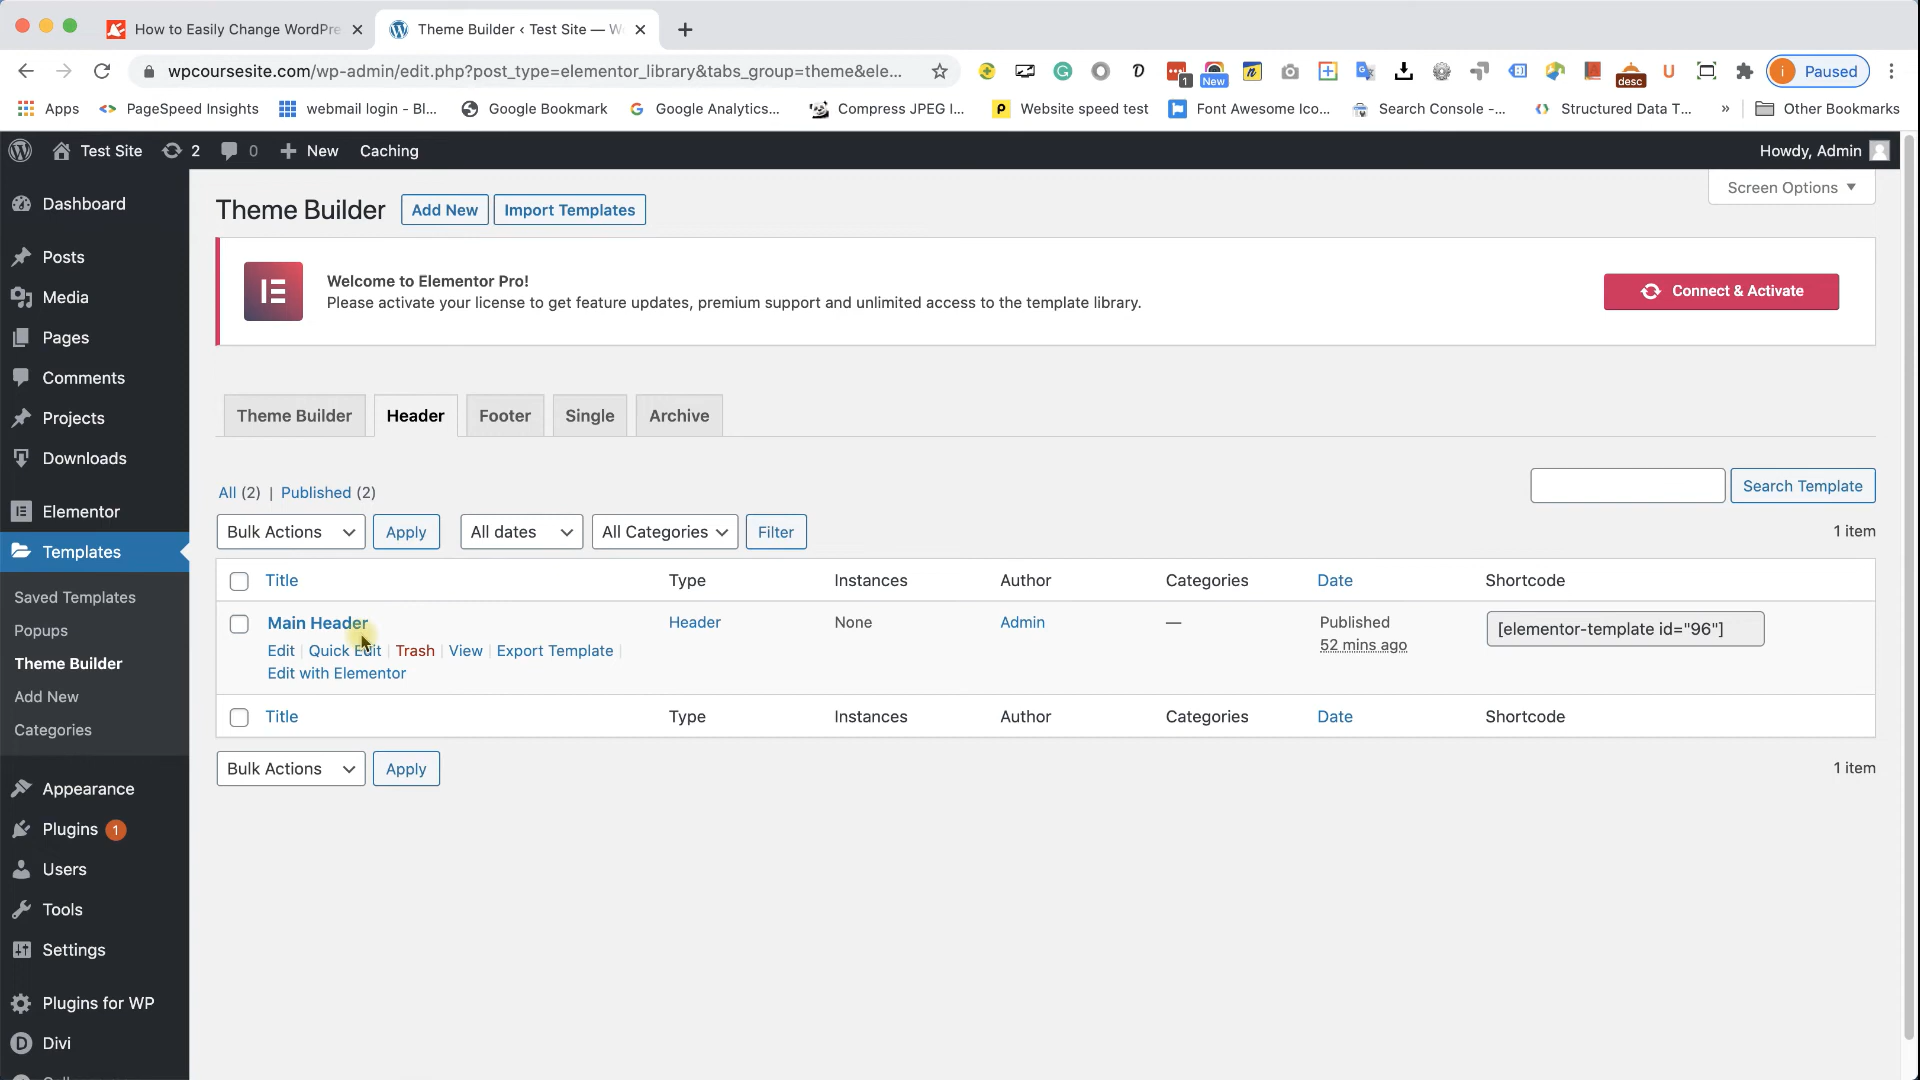 How to Easily Change WordPre
Theme Builder ‹ Test Site — W
wpcoursesite.com/wp-admin/edit.php?post_type=elementor_library&tabs_group=theme&ele...
1
New
desc
i Paused
Apps
PageSpeed Insights
webmail login - Bl...
Google Bookmark
Google Analytics...
Compress JPEG I...
Website speed test
Font Awesome Ico...
Search Console -...
Structured Data T...
»
Other Bookmarks
Test Site
2
0
New
Caching
Howdy, Admin
Screen Options
Dashboard
Posts
Media
Pages
Comments
Projects
Downloads
Elementor
Templates
Saved Templates
Popups
Theme Builder
Add New
Categories
Appearance
Plugins 1
Users
Tools
Settings
Plugins for WP
Divi
Theme Builder
Add New
Import Templates
Welcome to Elementor Pro!
Please activate your license to get feature updates, premium support and unlimited access to the template library.
Connect & Activate
Theme Builder
Header
Footer
Single
Archive
All (2) | Published (2)
Search Template
Bulk Actions
Apply
All dates
All Categories
Filter
1 item
Title Type Instances Author Categories Date Shortcode
Main Header Header None Admin — Published [elementor-template id="96"]
52 mins ago
Edit | Quick Edit | Trash | View | Export Template |
Edit with Elementor
Title Type Instances Author Categories Date Shortcode
Bulk Actions
Apply
1 item